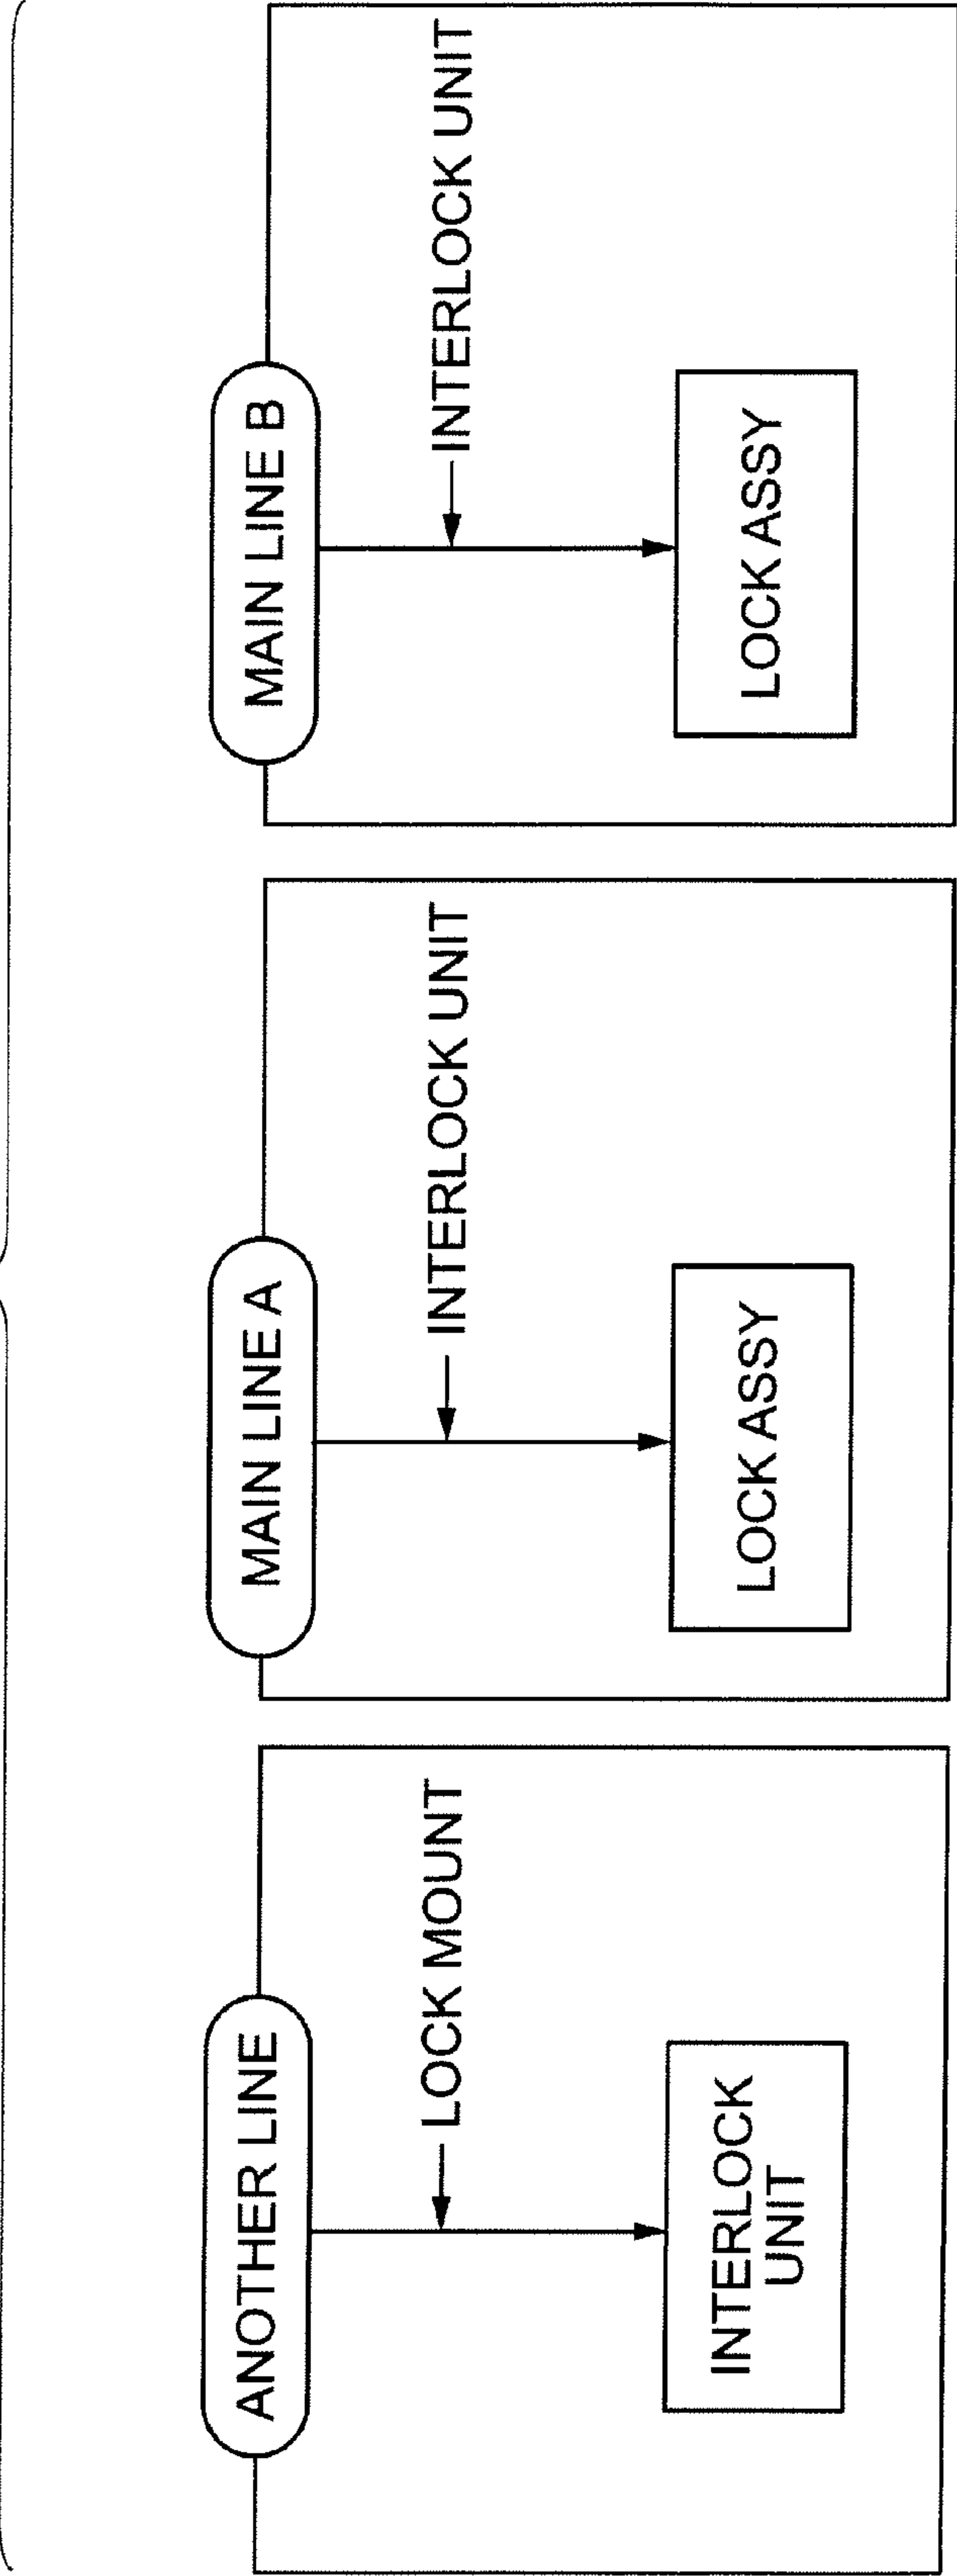 ANOTHER LINE
LOCK MOUNT
INTERLOCK
UNIT
MAIN LINE A
INTERLOCK UNIT
LOCK ASSY
MAIN LINE B
INTERLOCK UNIT
LOCK ASSY